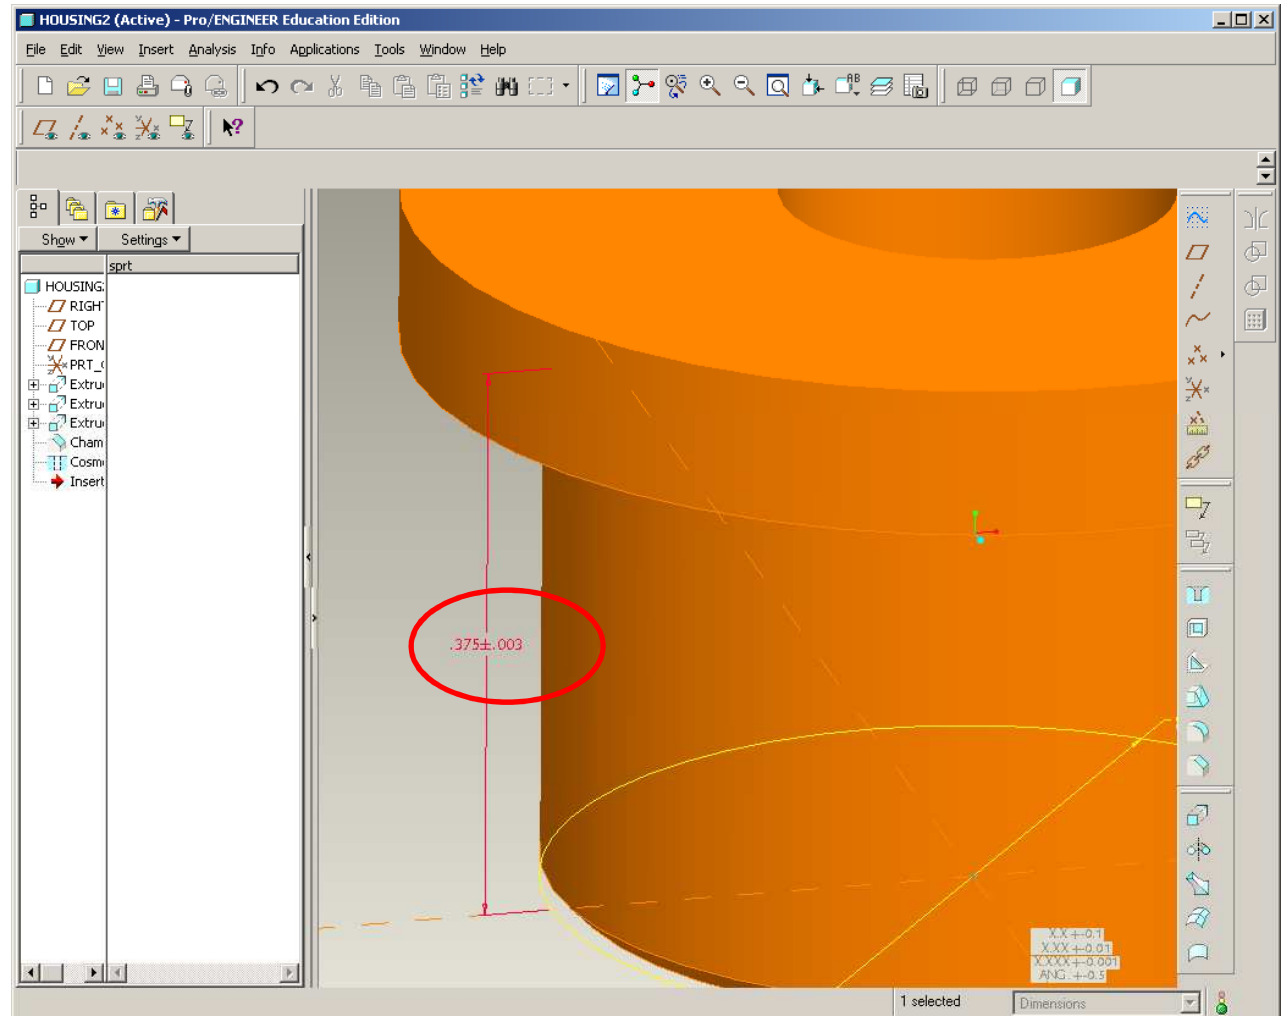 HOUSING2 (Active) - Pro/ENGINEER Education Edition
File Edit View Insert Analysis Info Applications Tools Window Help
Show Settings
sprt
HOUSING2
RIGH
TOP
FRON
PRT_
Extru
Extru
Extru
Cham
Cosm
Insert
.375±.003
X.X +-0.1
X.XX +-0.01
X.XXX +-0.001
ANG. +-0.5
1 selected Dimensions